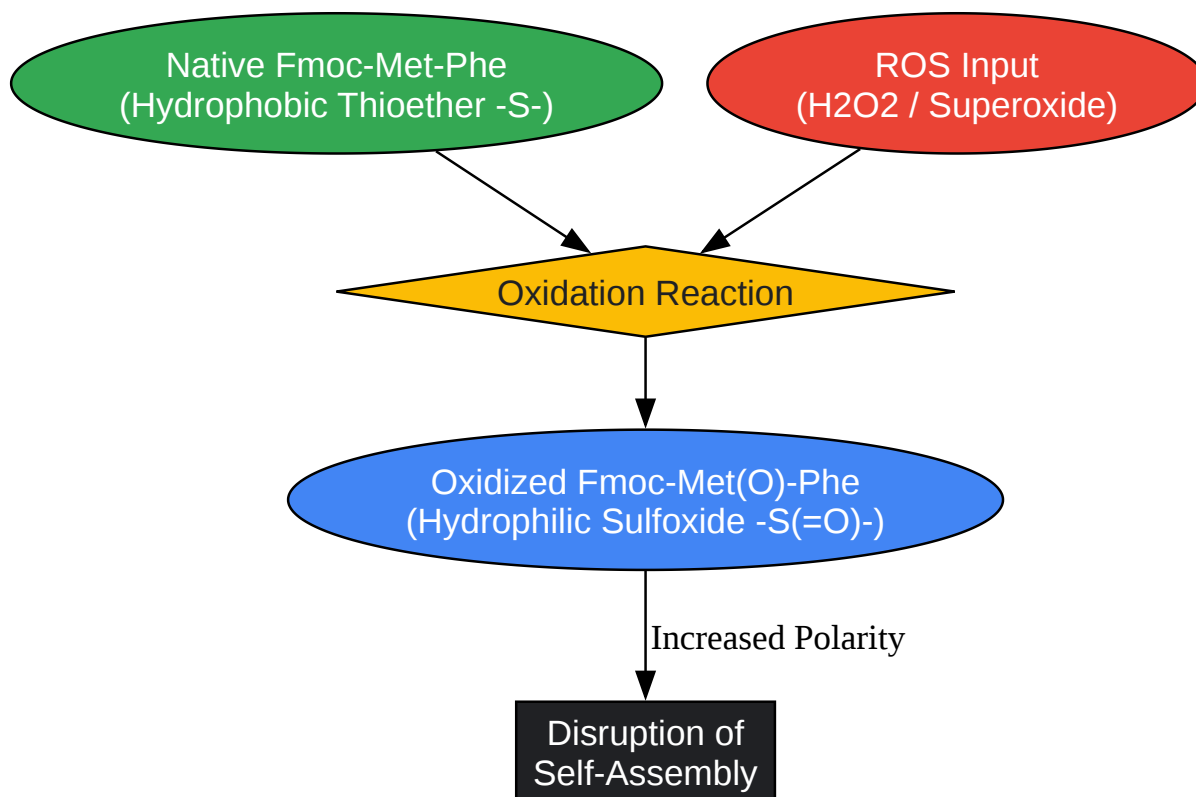 Native Fmoc-Met-Phe
(Hydrophobic Thioether -S-)
ROS Input
(H2O2 / Superoxide)
Oxidation Reaction
Oxidized Fmoc-Met(O)-Phe
(Hydrophilic Sulfoxide -S(=O)-)
Increased Polarity
Disruption of
Self-Assembly